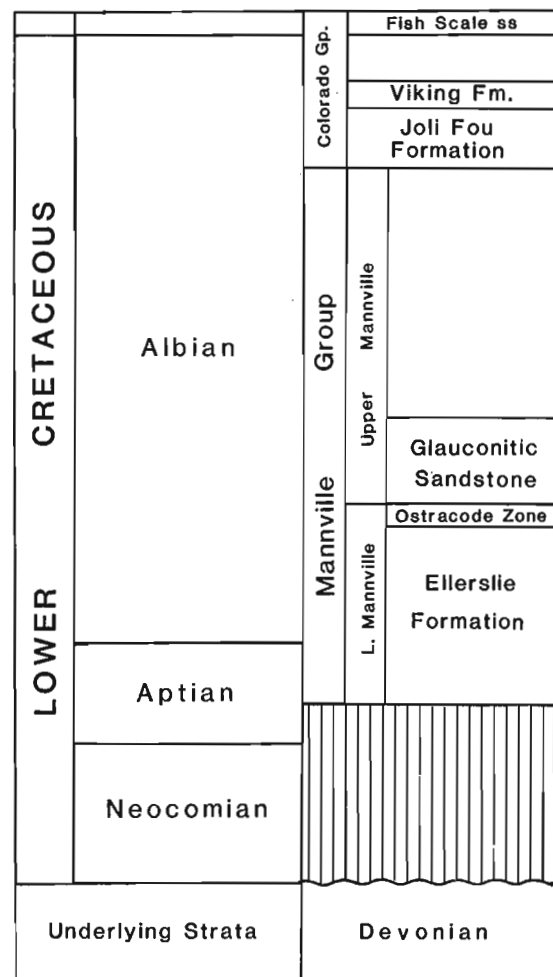 LOWER CRETACEOUS
Albian
Aptian
Neocomian
Underlying Strata
Colorado Gp.
Mannville Group
Upper Mannville
L. Mannville
Fish Scale ss
Viking Fm.
Joli Fou
Formation
Glauconitic
Sandstone
Ostracode Zone
Ellerslie
Formation
Devonian